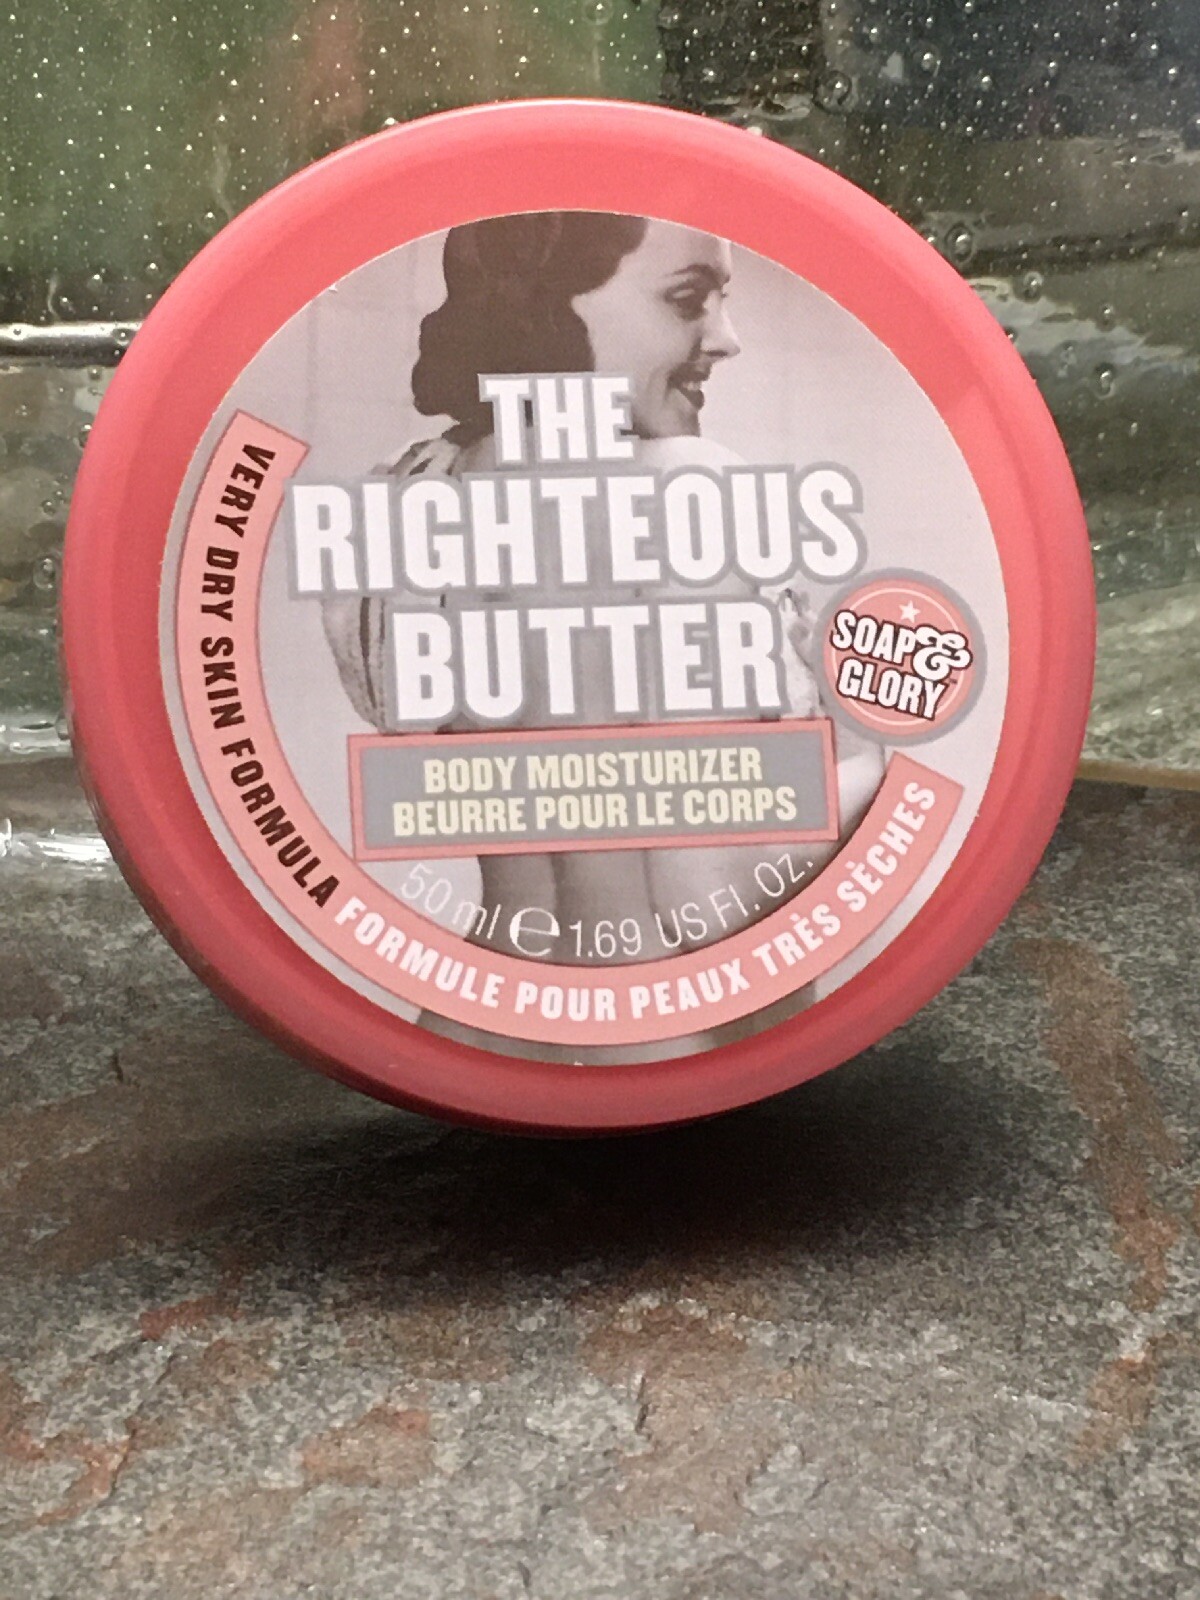 THE
RIGHTEOUS
BUTTER
SOAP &
GLORY™
BODY MOISTURIZER
BEURRE POUR LE CORPS
50 ml ℮ 1.69 US Fl. Oz.
VERY DRY SKIN FORMULA FORMULE POUR PEAUX TRÈS SÈCHES